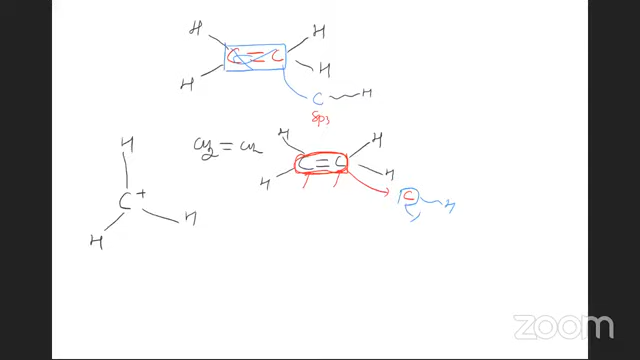 H H
C = C
H H
C H
sp3
H CH2 = CH2 H H
C = C
H H
C + C H
H
H
zoom